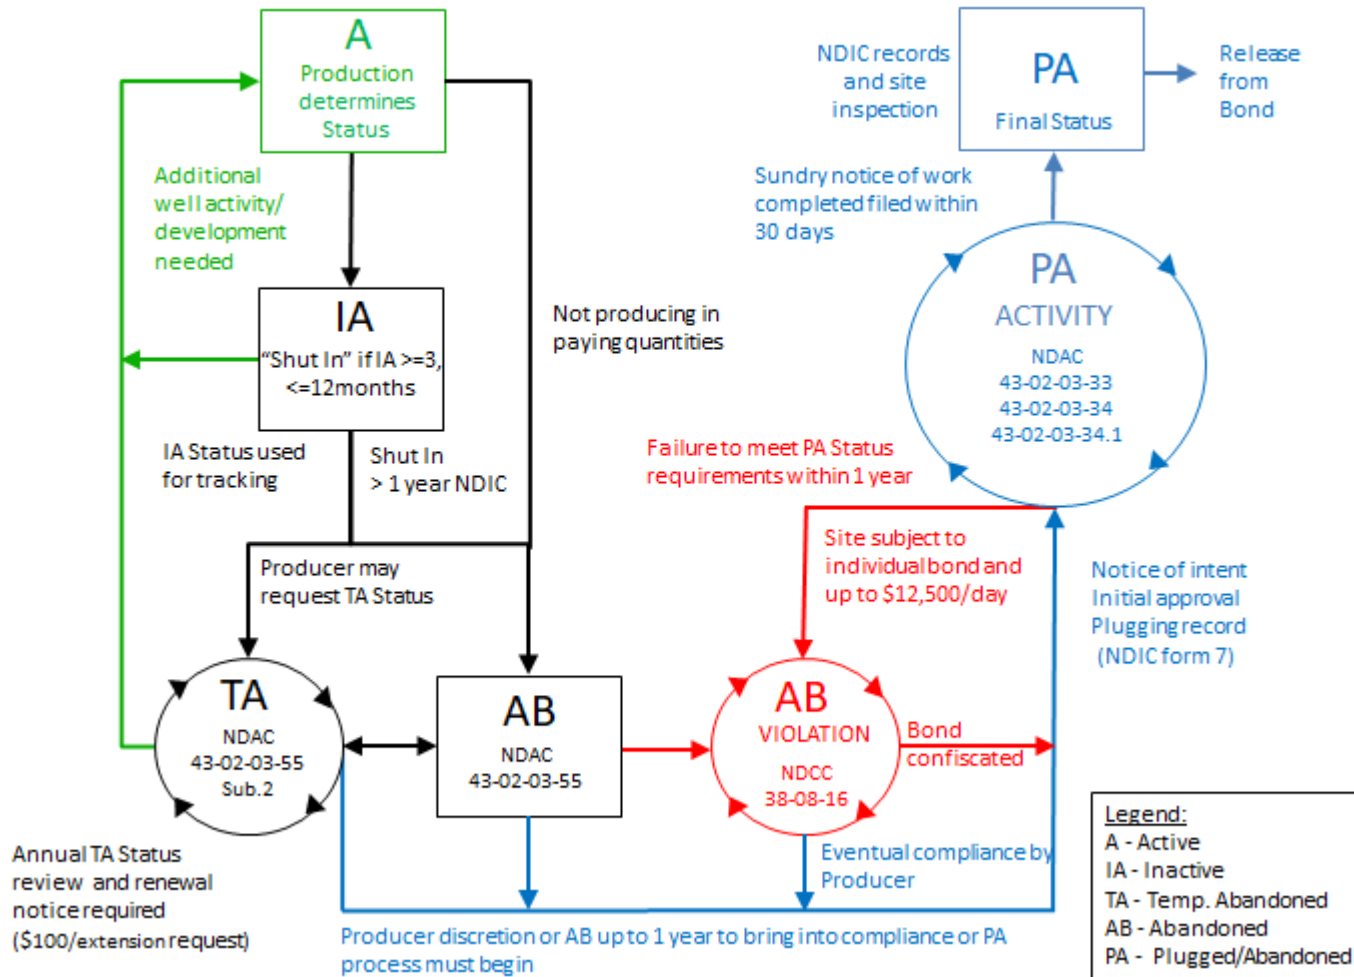 A
Production
determines
Status
NDIC records
and site
inspection
PA
Final Status
Release
from
Bond
Additional
well activity/
development
needed
Sundry notice of work
completed filed within
30 days
IA
"Shut In" if IA >=3,
<=12months
Not producing in
paying quantities
PA
ACTIVITY
NDAC
43-02-03-33
43-02-03-34
43-02-03-34.1
IA Status used
for tracking
Shut In
> 1 year NDIC
Failure to meet PA Status
requirements within 1 year
Producer may
request TA Status
Site subject to
individual bond and
up to $12,500/day
Notice of intent
Initial approval
Plugging record
(NDIC form 7)
TA
NDAC
43-02-03-55
Sub.2
AB
NDAC
43-02-03-55
AB
VIOLATION
NDCC
38-08-16
Bond
confiscated
Annual TA Status
review and renewal
notice required
($100/extension request)
Eventual compliance by
Producer
Producer discretion or AB up to 1 year to bring into compliance or PA
process must begin
Legend:
A - Active
IA - Inactive
TA - Temp. Abandoned
AB - Abandoned
PA - Plugged/Abandoned